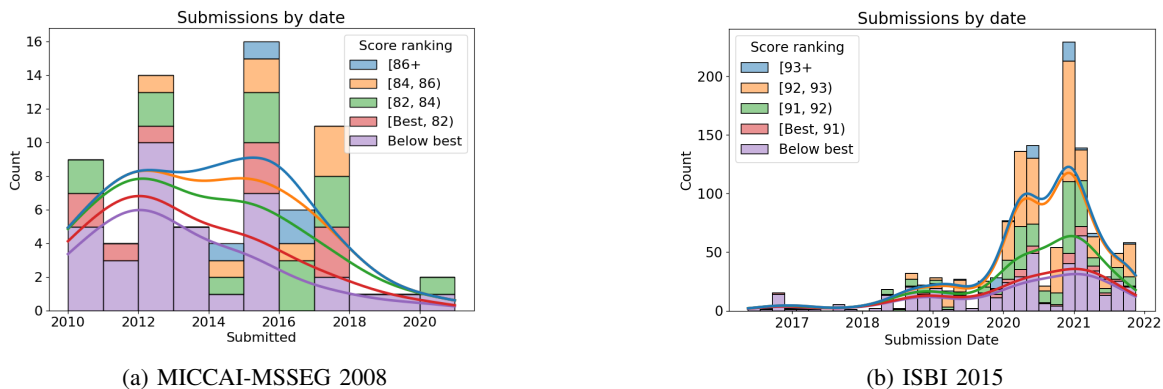 Submissions by date
Score ranking
[86+
[84, 86)
[82, 84)
[Best, 82)
Below best
Count
16
14
12
10
8
6
4
2
0
2010 2012 2014 2016 2018 2020
Submitted
(a) MICCAI-MSSEG 2008
Submissions by date
Score ranking
[93+
[92, 93)
[91, 92)
[Best, 91)
Below best
Count
200
150
100
50
0
2017 2018 2019 2020 2021 2022
Submission Date
(b) ISBI 2015